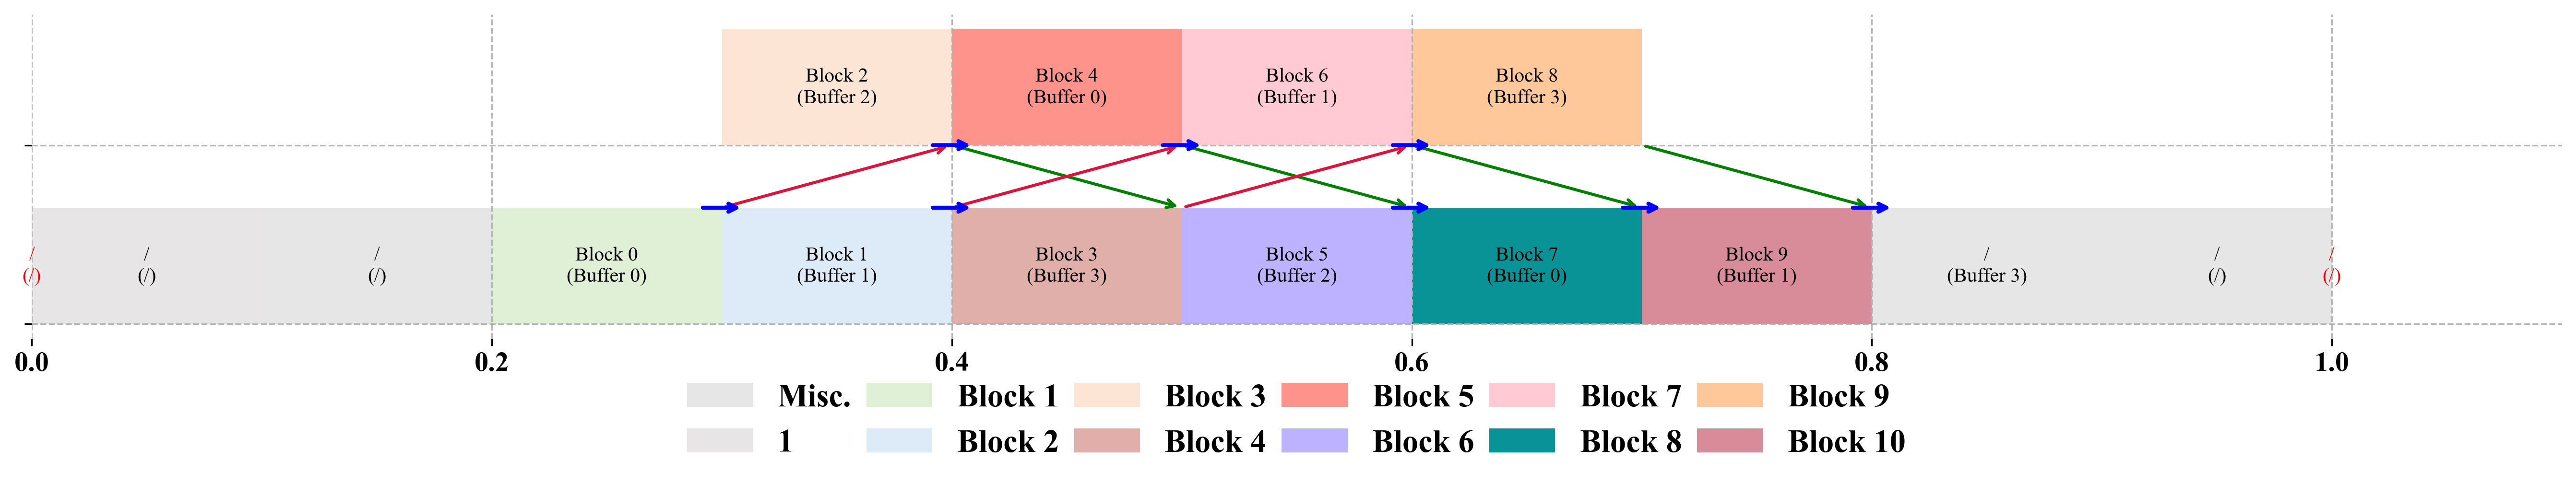 Block 2
(Buffer 2)
Block 4
(Buffer 0)
Block 6
(Buffer 1)
Block 8
(Buffer 3)
/
(/)
/
(/)
/
(/)
Block 0
(Buffer 0)
Block 1
(Buffer 1)
Block 3
(Buffer 3)
Block 5
(Buffer 2)
Block 7
(Buffer 0)
Block 9
(Buffer 1)
/
(Buffer 3)
/
(/)
/
(/)
0.0 0.2 0.4 0.6 0.8 1.0
Misc. Block 1 Block 3 Block 5 Block 7 Block 9
1 Block 2 Block 4 Block 6 Block 8 Block 10